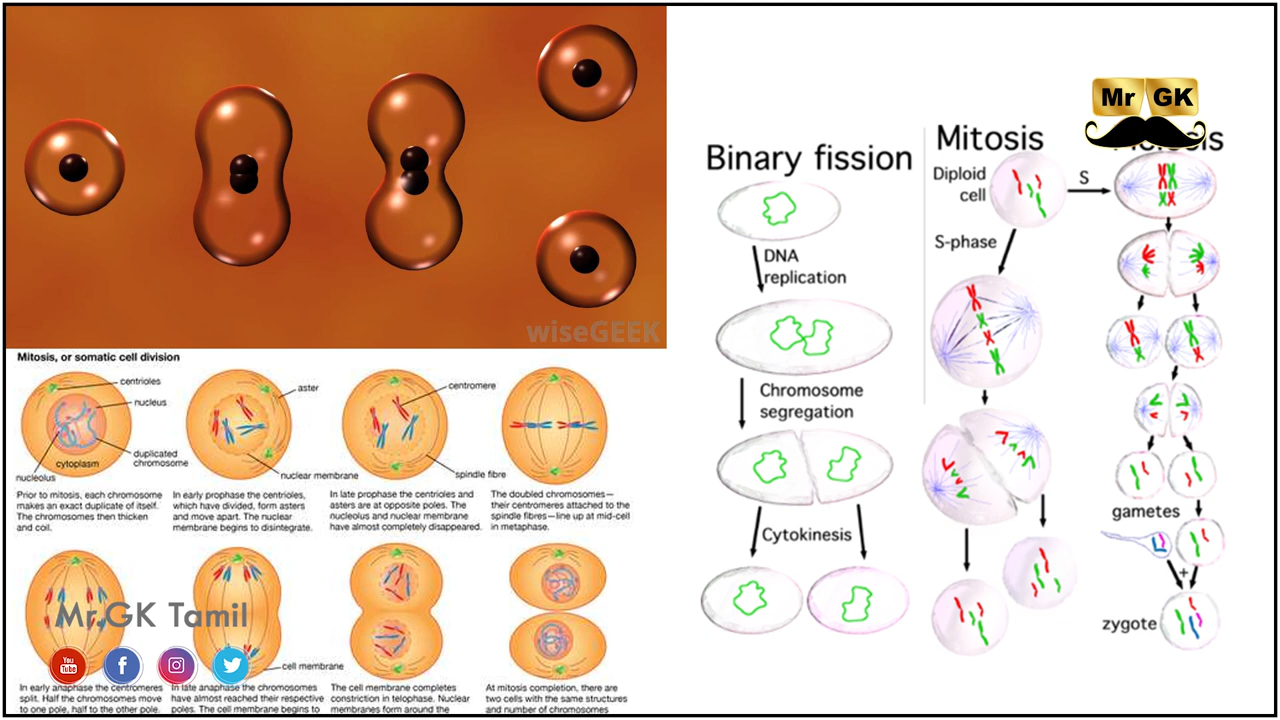 wiseGEEK
Mitosis, or somatic cell division
centrioles
nucleus
duplicated
chromosome
cytoplasm
nucleolus
aster
nuclear membrane
centromere
spindle fibre
Prior to mitosis, each chromosome
makes an exact duplicate of itself.
The chromosomes then thicken
and coil.
In early prophase the centrioles,
which have divided, form asters
and move apart. The nuclear
membrane begins to disintegrate.
In late prophase the centrioles and
asters are at opposite poles. The
nucleolus and nuclear membrane
have almost completely disappeared.
The doubled chromosomes—
their centromeres attached to the
spindle fibres—line up at mid-cell
in metaphase.
Mr.GK Tamil
You
Tube
cell membrane
In early anaphase the centromeres
split. Half the chromosomes move
to one pole, half to the other pole.
In late anaphase the chromosomes
have almost reached their respective
poles. The cell membrane begins to
The cell membrane completes
constriction in telophase. Nuclear
membranes form around the
At mitosis completion, there are
two cells with the same structures
and number of chromosomes
Binary fission
DNA
replication
Chromosome
segregation
Cytokinesis
Mitosis
Diploid
cell
S
S-phase
Mr GK
gametes
+
zygote